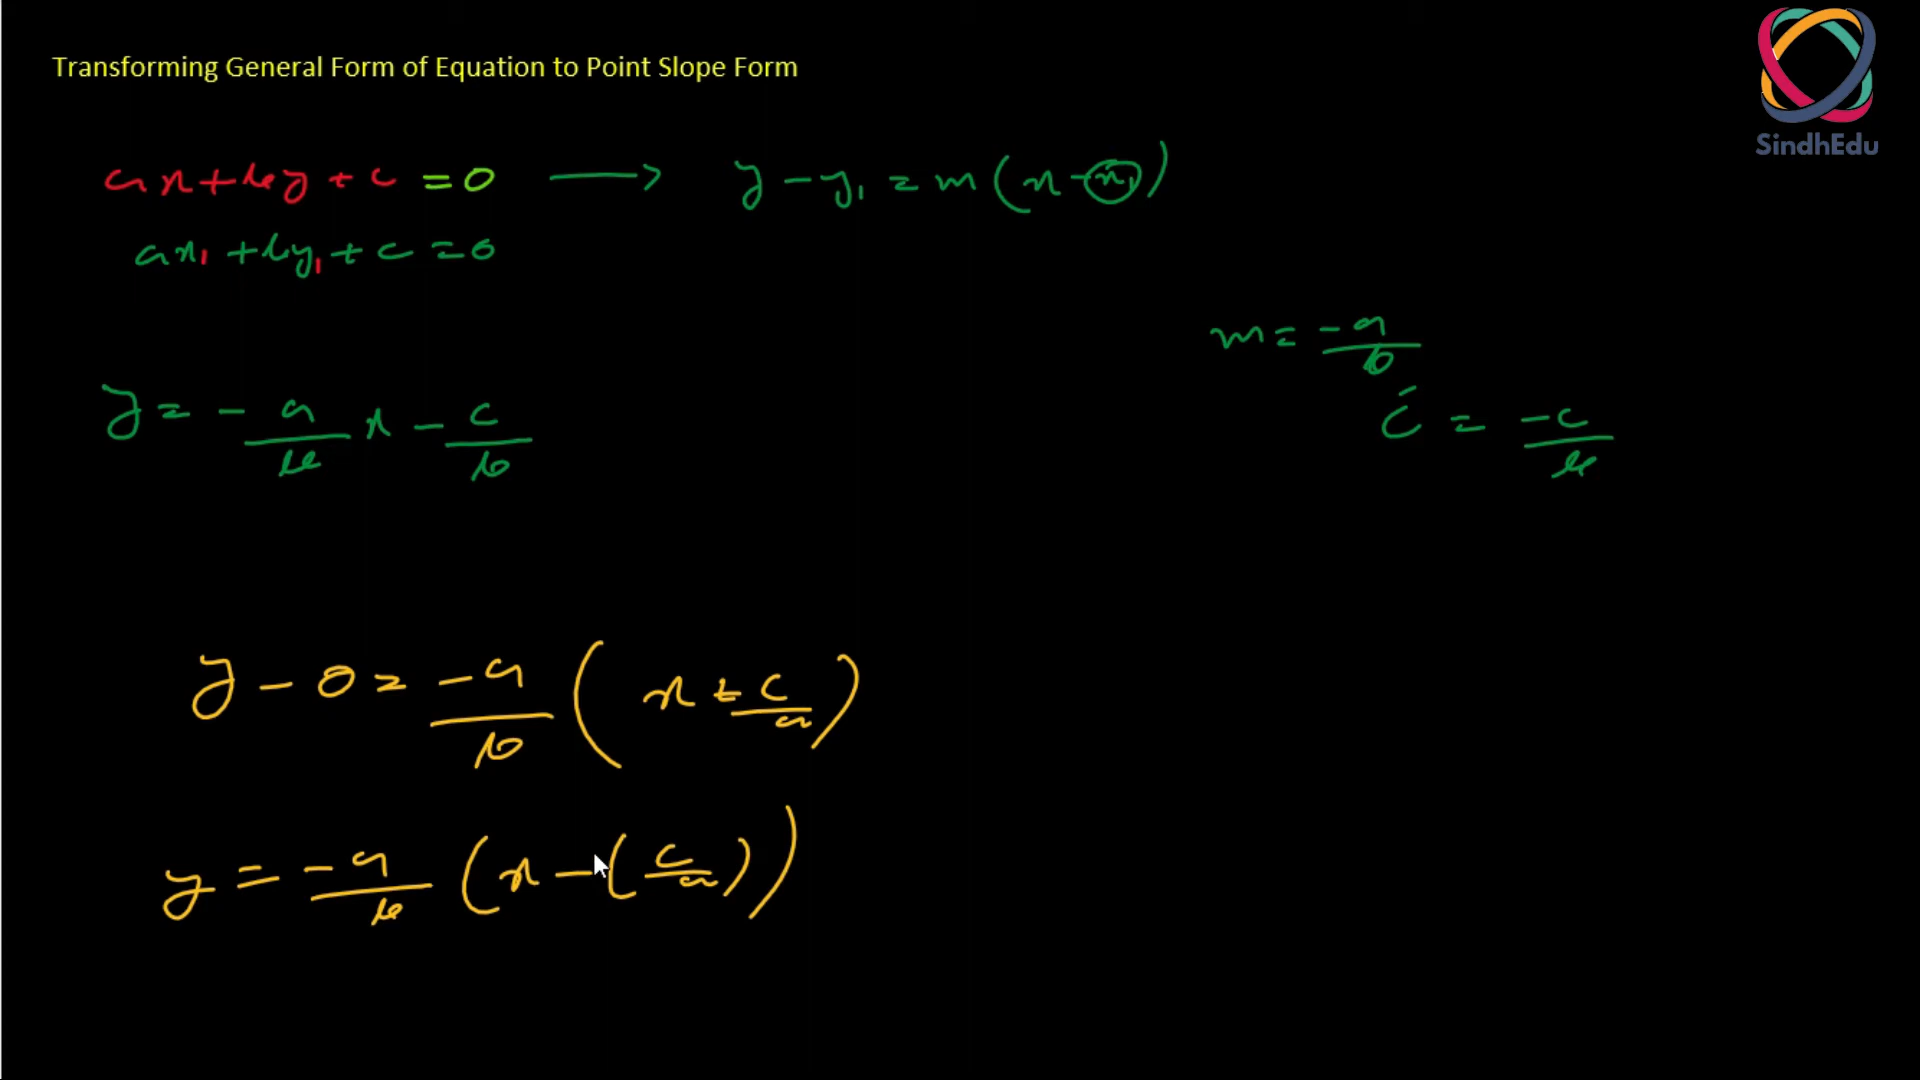 Transforming General Form of Equation to Point Slope Form
SindhEdu
ax + by + c = 0 ⟶ y - y₁ = m(x - x₁)
ax₁ + by₁ + c = 0
m = -a/b
y = - a/b x - c/b
c′ = -c/b
y - 0 = -a/b (x + c/a)
y = -a/b (x - (c/a))